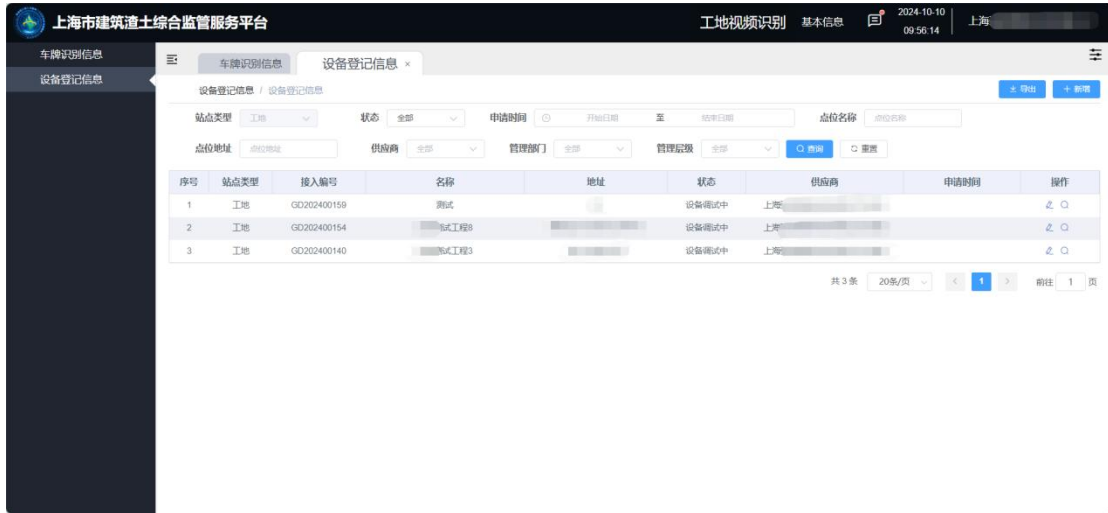 上海市建筑渣土综合监管服务平台 工地视频识别 基本信息 2024-10-10 09:56:14 上海
车牌识别信息
设备登记信息
车牌识别信息 设备登记信息 ×
设备登记信息 / 设备登记信息 导出 + 新增
站点类型 工地 状态 全部 申请时间 开始日期 至 结束日期 点位名称 点位名称
点位地址 点位地址 供应商 全部 管理部门 全部 管理层级 全部 查询 重置
序号 站点类型 接入编号 名称 地址 状态 供应商 申请时间 操作
1 工地 GD202400159 测试 设备调试中 上海
2 工地 GD202400154 试工程8 设备调试中 上海
3 工地 GD202400140 试工程3 设备调试中 上海
共 3 条 20条/页 < 1 > 前往 1 页